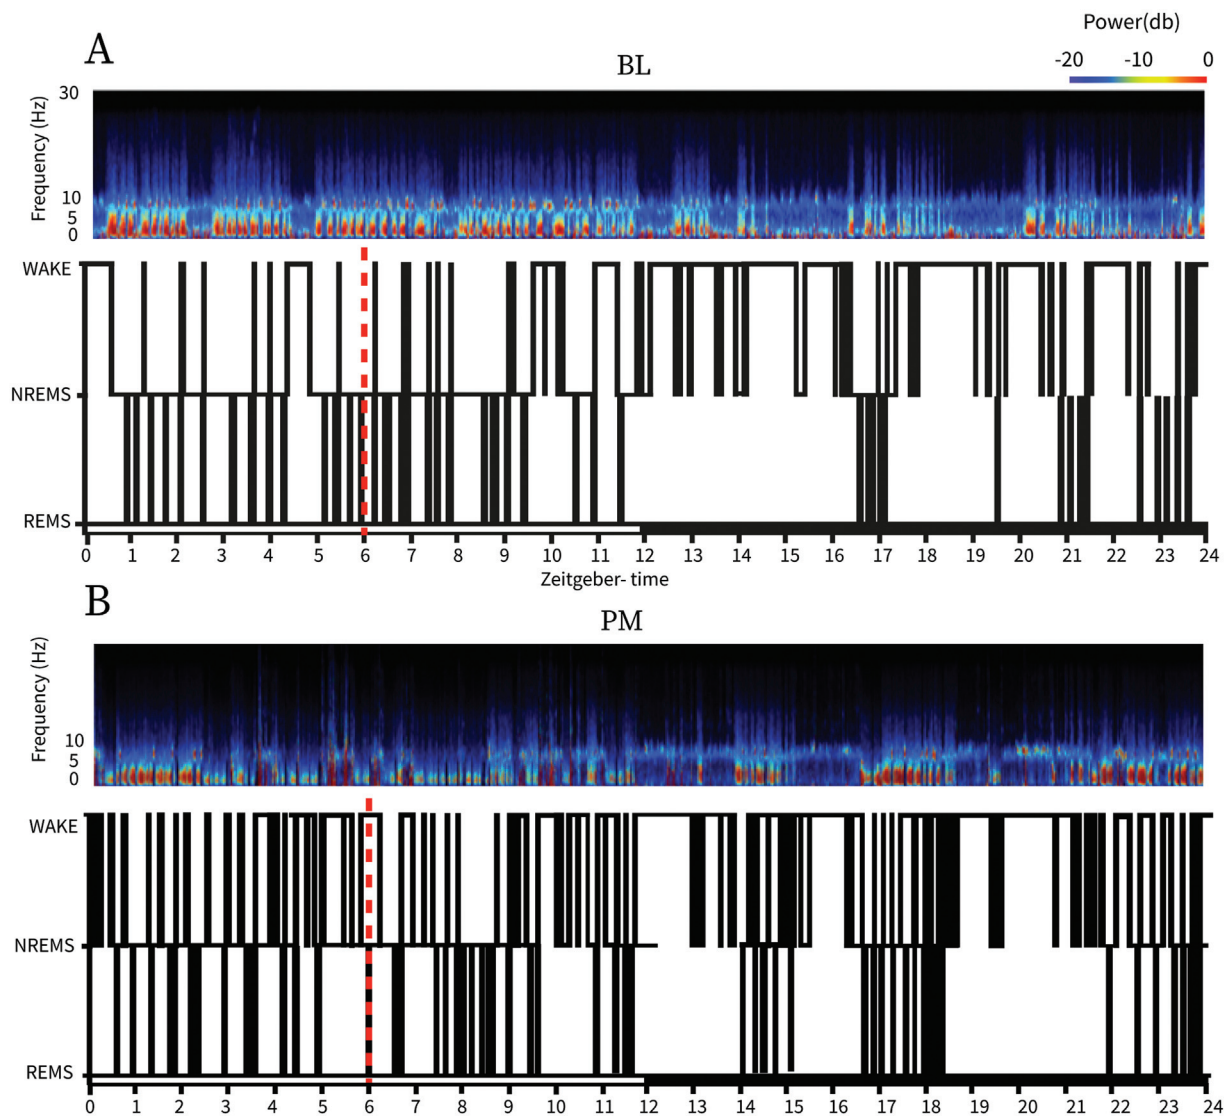 A
BL
Power(db)
-20 -10 0
Frequency (Hz)
30
10
5
0
WAKE
NREMS
REMS
0 1 2 3 4 5 6 7 8 9 10 11 12 13 14 15 16 17 18 19 20 21 22 23 24
Zeitgeber- time
B
PM
Frequency (Hz)
10
5
0
WAKE
NREMS
REMS
0 1 2 3 4 5 6 7 8 9 10 11 12 13 14 15 16 17 18 19 20 21 22 23 24